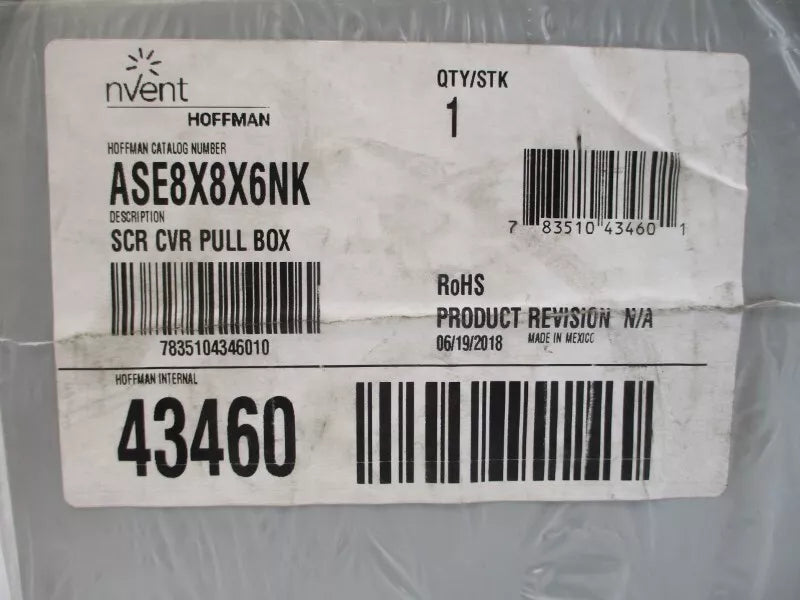 nvent
HOFFMAN
QTY/STK
1
HOFFMAN CATALOG NUMBER
ASE8X8X6NK
DESCRIPTION
SCR CVR PULL BOX
7 83510 43460 1
7835104346010
RoHS
PRODUCT REVISION N/A
06/19/2018 MADE IN MEXICO
HOFFMAN INTERNAL
43460